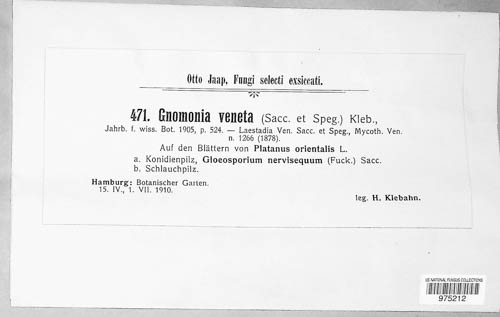 Otto Jaap, Fungi selecti exsiccati.
471. Gnomonia veneta (Sacc. et Speg.) Kleb.,
Jahrb. f. wiss. Bot. 1905, p. 524. — Laestadia Ven. Sacc. et Speg., Mycoth. Ven.
n. 1266 (1878).
Auf den Blättern von Platanus orientalis L.
a. Konidienpilz, Gloeosporium nervisequum (Fuck.) Sacc.
b. Schlauchpilz.
Hamburg: Botanischer Garten.
15. IV., 1. VII. 1910.
leg. H. Klebahn.
US NATIONAL FUNGUS COLLECTIONS
975212